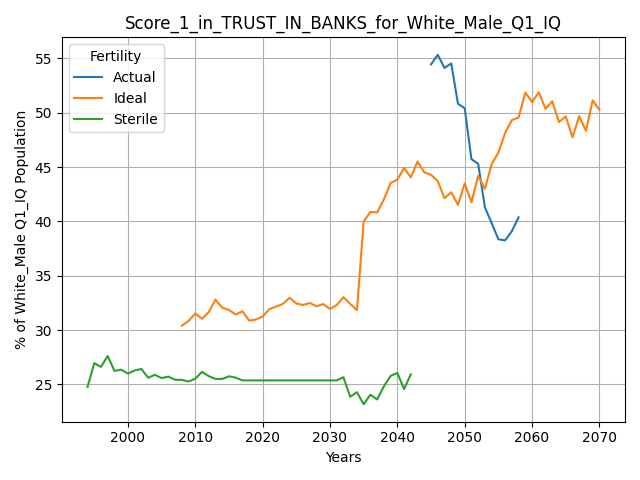 Score_1_in_TRUST_IN_BANKS_for_White_Male_Q1_IQ
Fertility
Actual
Ideal
Sterile
% of White_Male Q1_IQ Population
55
50
45
40
35
30
25
2000
2010
2020
2030
2040
2050
2060
2070
Years